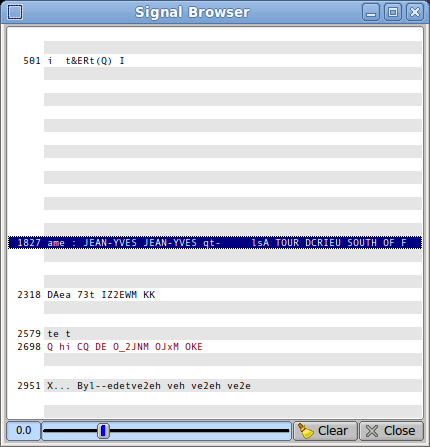 Signal Browser
501 i  t&ERt(Q) I
1827 ame : JEAN-YVES JEAN-YVES qt-    lsA TOUR DCRIEU SOUTH OF F
2318 DAea 73t IZ2EWM KK
2579 te t
2698 Q hi CQ DE O_2JNM OJxM OKE
2951 X... Byl--edetve2eh veh ve2eh ve2e
0.0 Clear Close